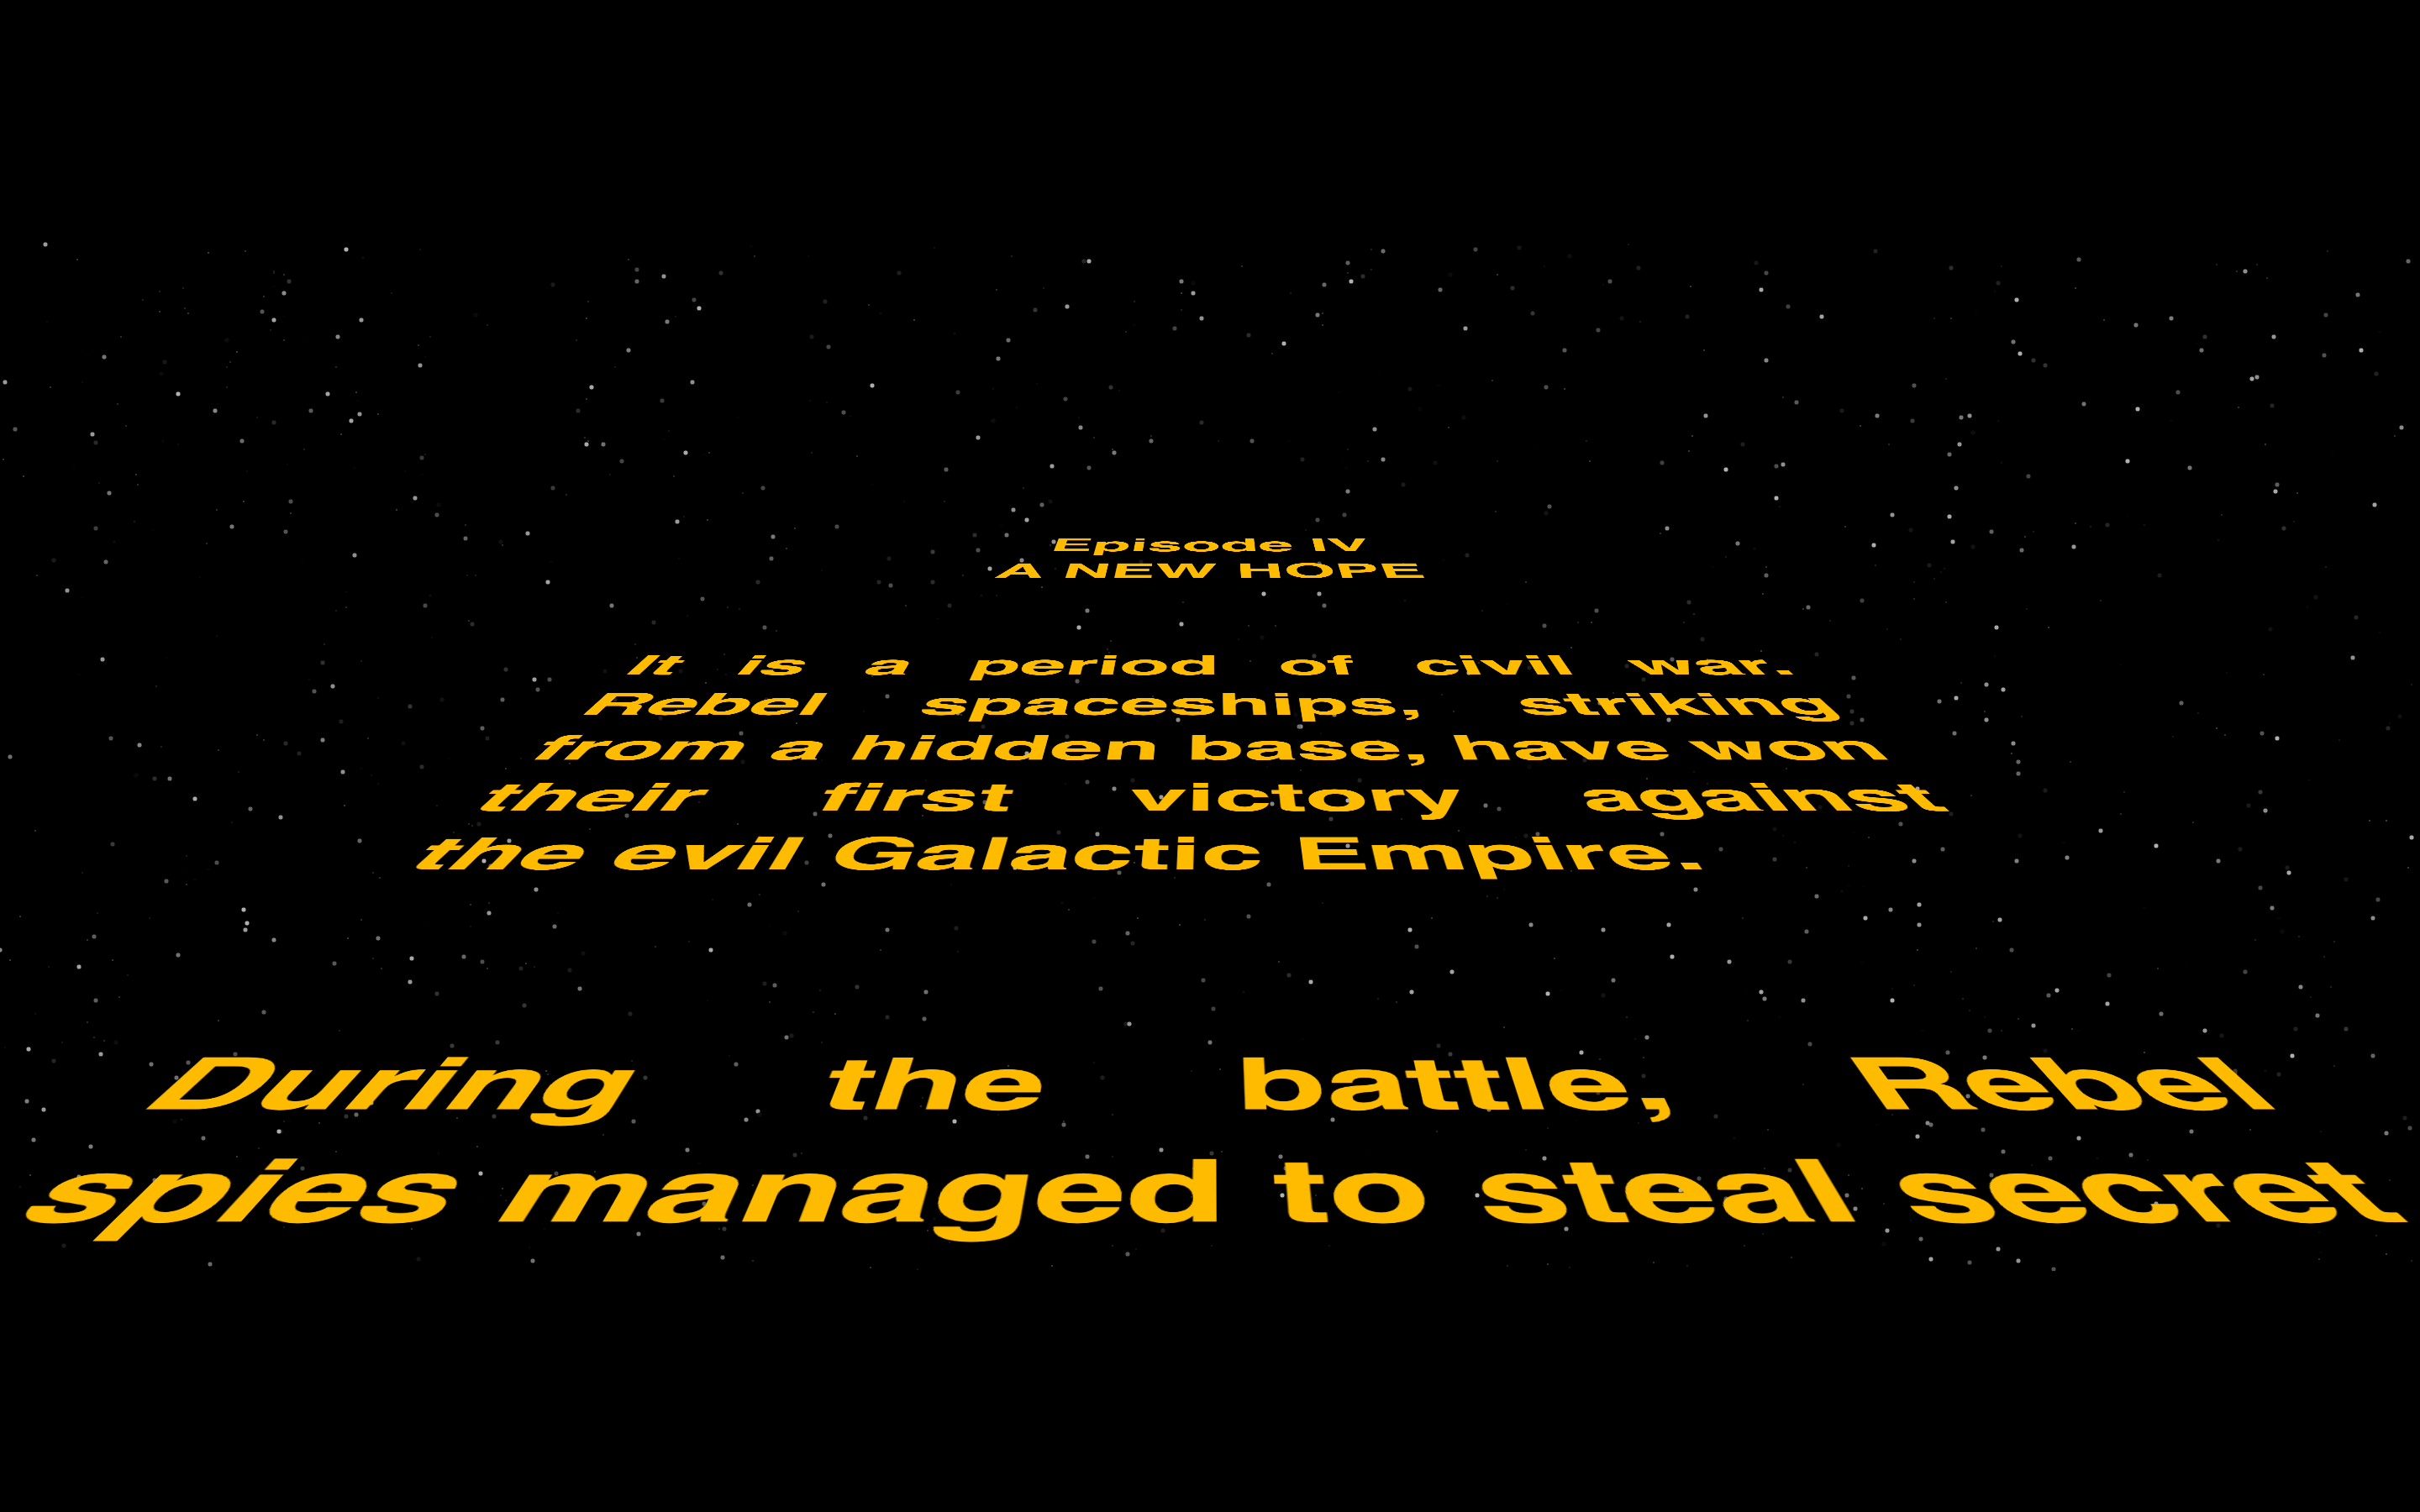 Episode IV
A NEW HOPE
It is a period of civil war.
Rebel spaceships, striking
from a hidden base, have won
their first victory against
the evil Galactic Empire.
During the battle, Rebel
spies managed to steal secret